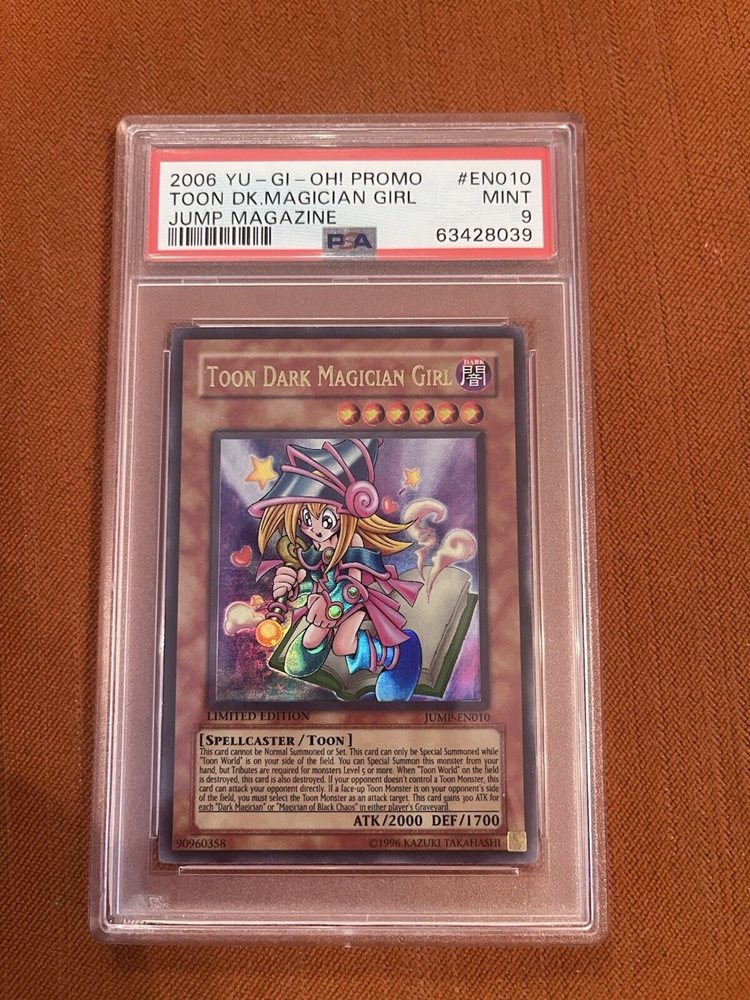 2006 YU-GI-OH! PROMO #EN010
TOON DK.MAGICIAN GIRL MINT
JUMP MAGAZINE 9
PSA 63428039
TOON DARK MAGICIAN GIRL DARK 闇
LIMITED EDITION JUMP-EN010
[SPELLCASTER/TOON]
This card cannot be Normal Summoned or Set. This card can only be Special Summoned while
"Toon World" is on your side of the field. You can Special Summon this monster from your
hand, but Tributes are required for monsters Level 5 or more. When "Toon World" on the field
is destroyed, this card is also destroyed. If your opponent doesn't control a Toon Monster, this
card can attack your opponent directly. If a face-up Toon Monster is on your opponent's side
of the field, you must select the Toon Monster as an attack target. This card gains 300 ATK for
each "Dark Magician" or "Magician of Black Chaos" in either player's Graveyard.
ATK/2000 DEF/1700
90960358 ©1996 KAZUKI TAKAHASHI